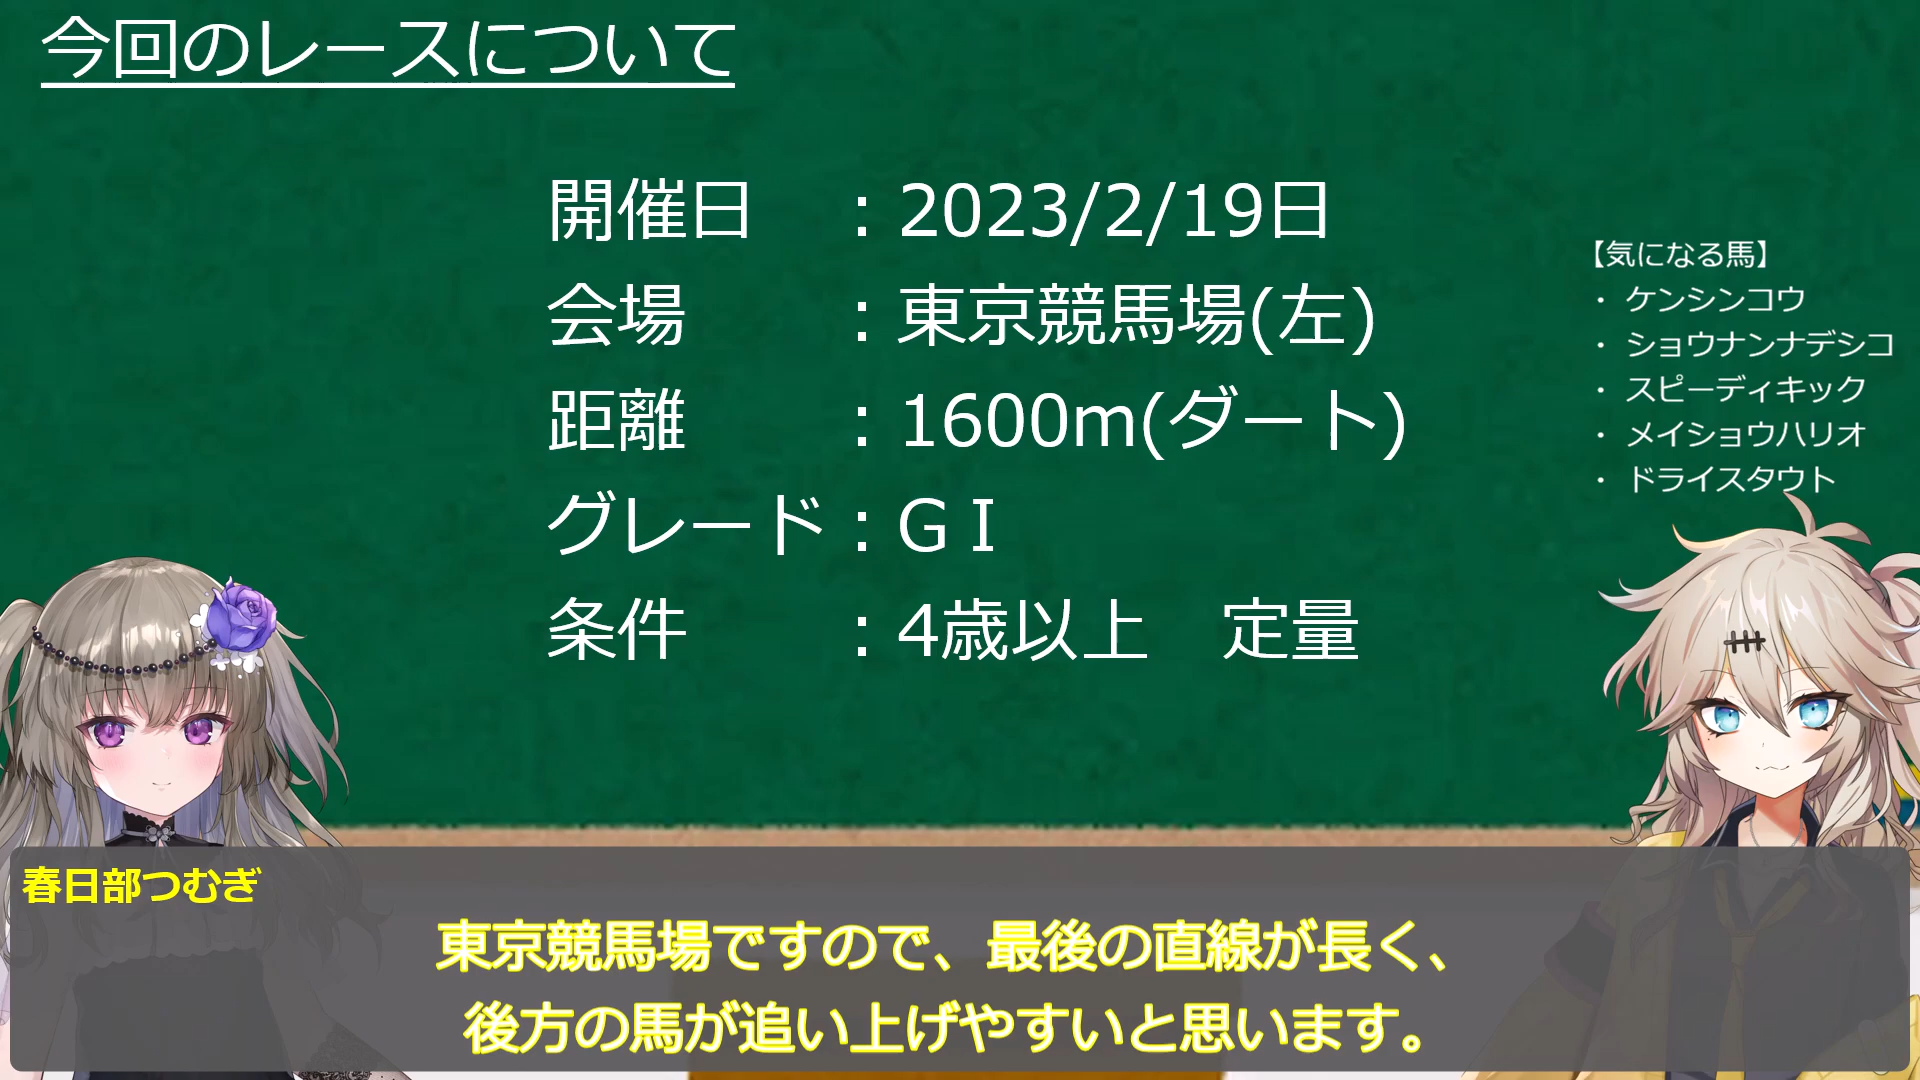 今回のレースについて
開催日　：2023/2/19日
会場　　：東京競馬場(左)
距離　　：1600m(ダート)
グレード：GⅠ
条件　　：4歳以上　定量
【気になる馬】
・ ケンシンコウ
・ ショウナンナデシコ
・ スピーディキック
・ メイショウハリオ
・ ドライスタウト
春日部つむぎ
東京競馬場ですので、最後の直線が長く、
後方の馬が追い上げやすいと思います。